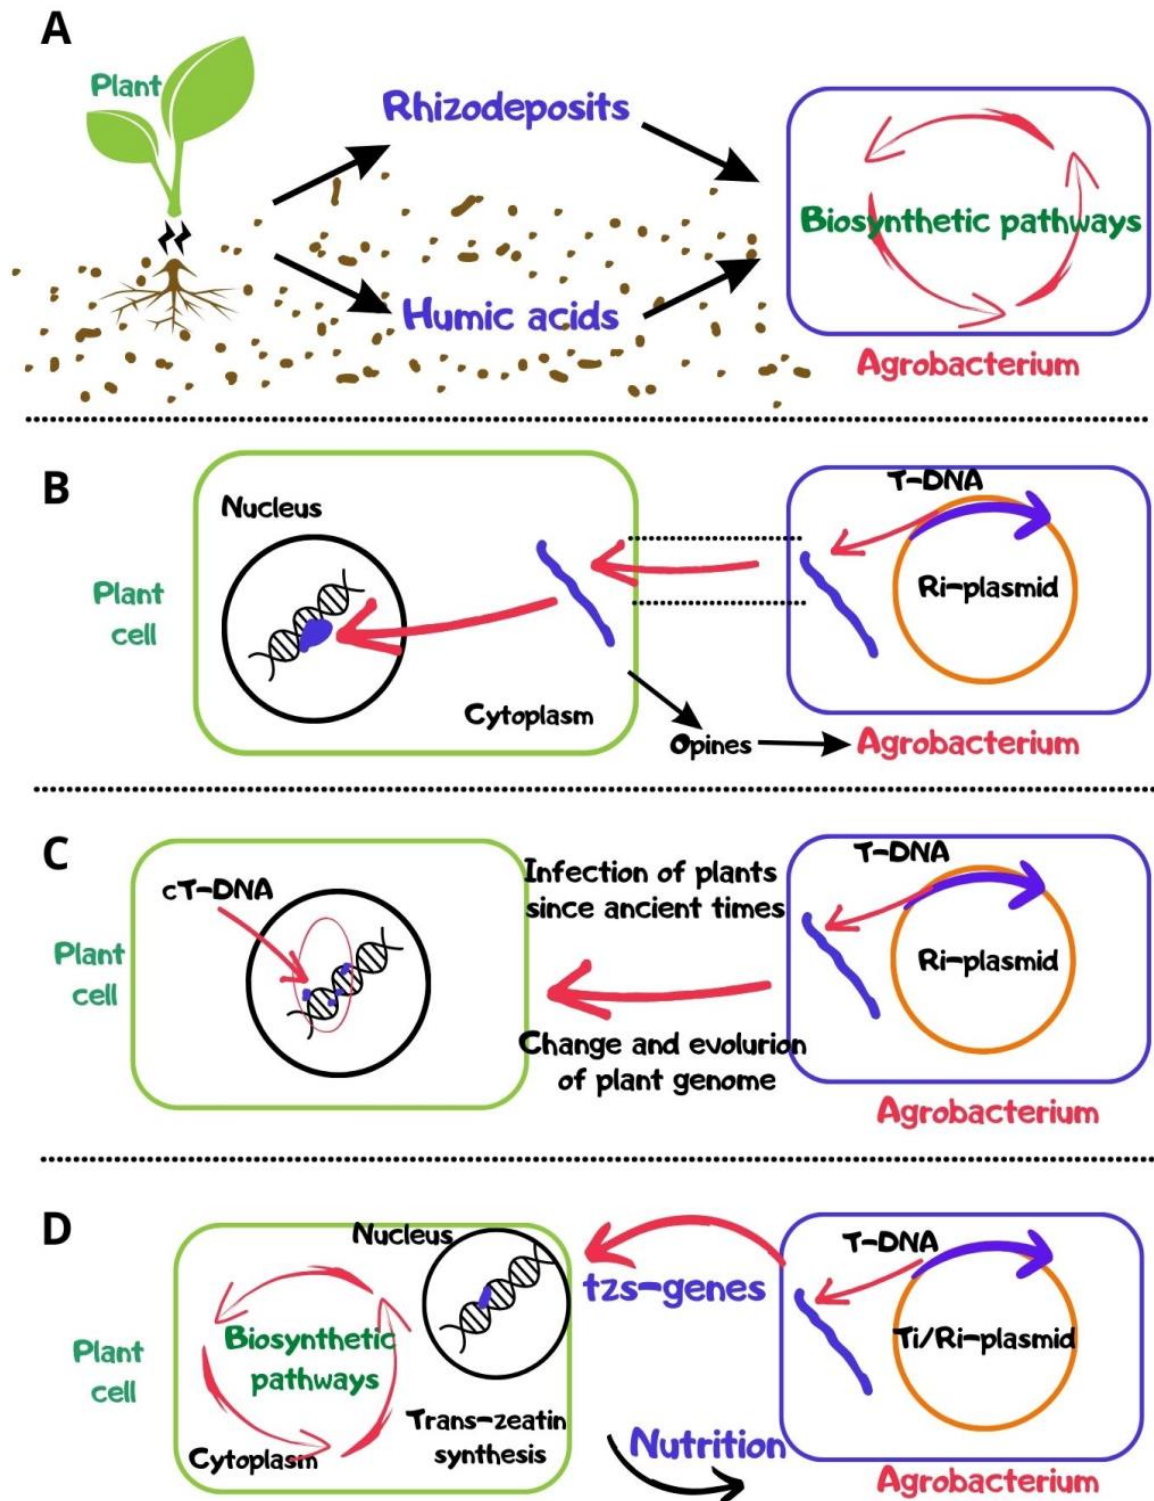 A
Plant
Rhizodeposits
Biosynthetic pathways
Humic acids
Agrobacterium
B
T-DNA
Nucleus
Plant
cell
Ri-plasmid
Cytoplasm
Opines
Agrobacterium
C
T-DNA
Infection of plants
since ancient times
cT-DNA
Plant
cell
Ri-plasmid
Change and evolurion
of plant genome
Agrobacterium
D
Nucleus
T-DNA
tzs-genes
Biosynthetic
pathways
Plant
cell
Ti/Ri-plasmid
Trans-zeatin
synthesis
Cytoplasm
Nutrition
Agrobacterium